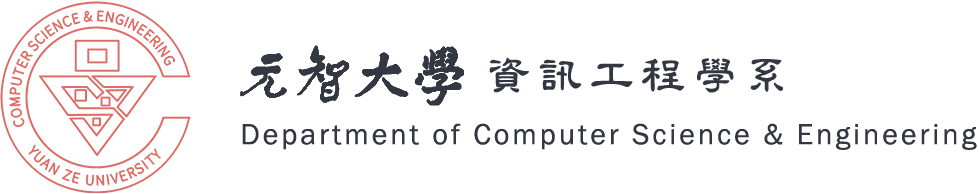 COMPUTER SCIENCE & ENGINEERING
YUAN ZE UNIVERSITY
元智大學 資訊工程學系
Department of Computer Science & Engineering